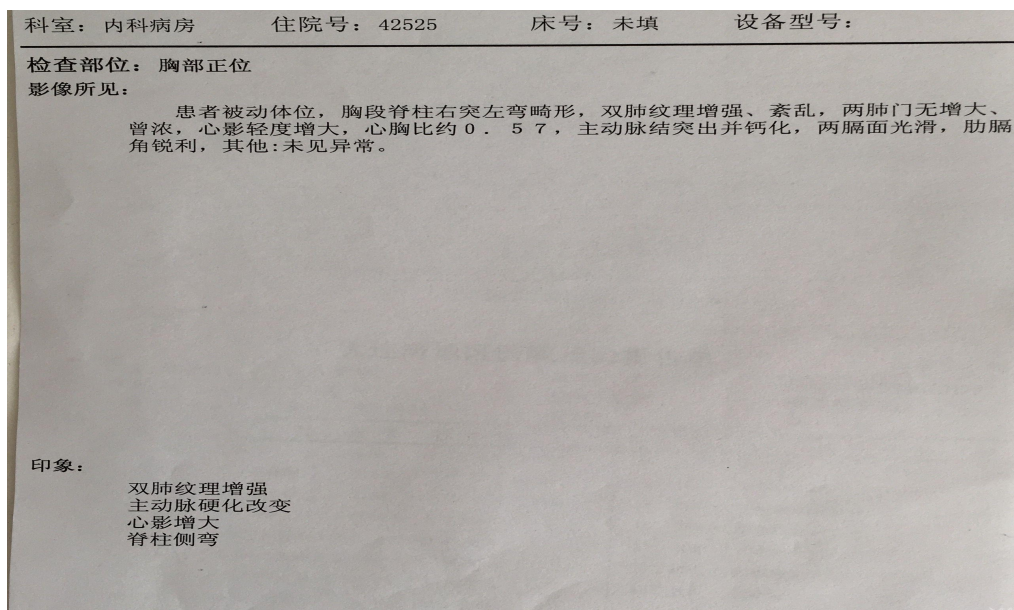 科室：内科病房 住院号：42525 床号：未填 设备型号：
检查部位：胸部正位
影像所见：
患者被动体位，胸段脊柱右突左弯畸形，双肺纹理增强、紊乱，两肺门无增大、
曾浓，心影轻度增大，心胸比约0．57，主动脉结突出并钙化，两膈面光滑，肋膈
角锐利，其他:未见异常。
印象：
双肺纹理增强
主动脉硬化改变
心影增大
脊柱侧弯